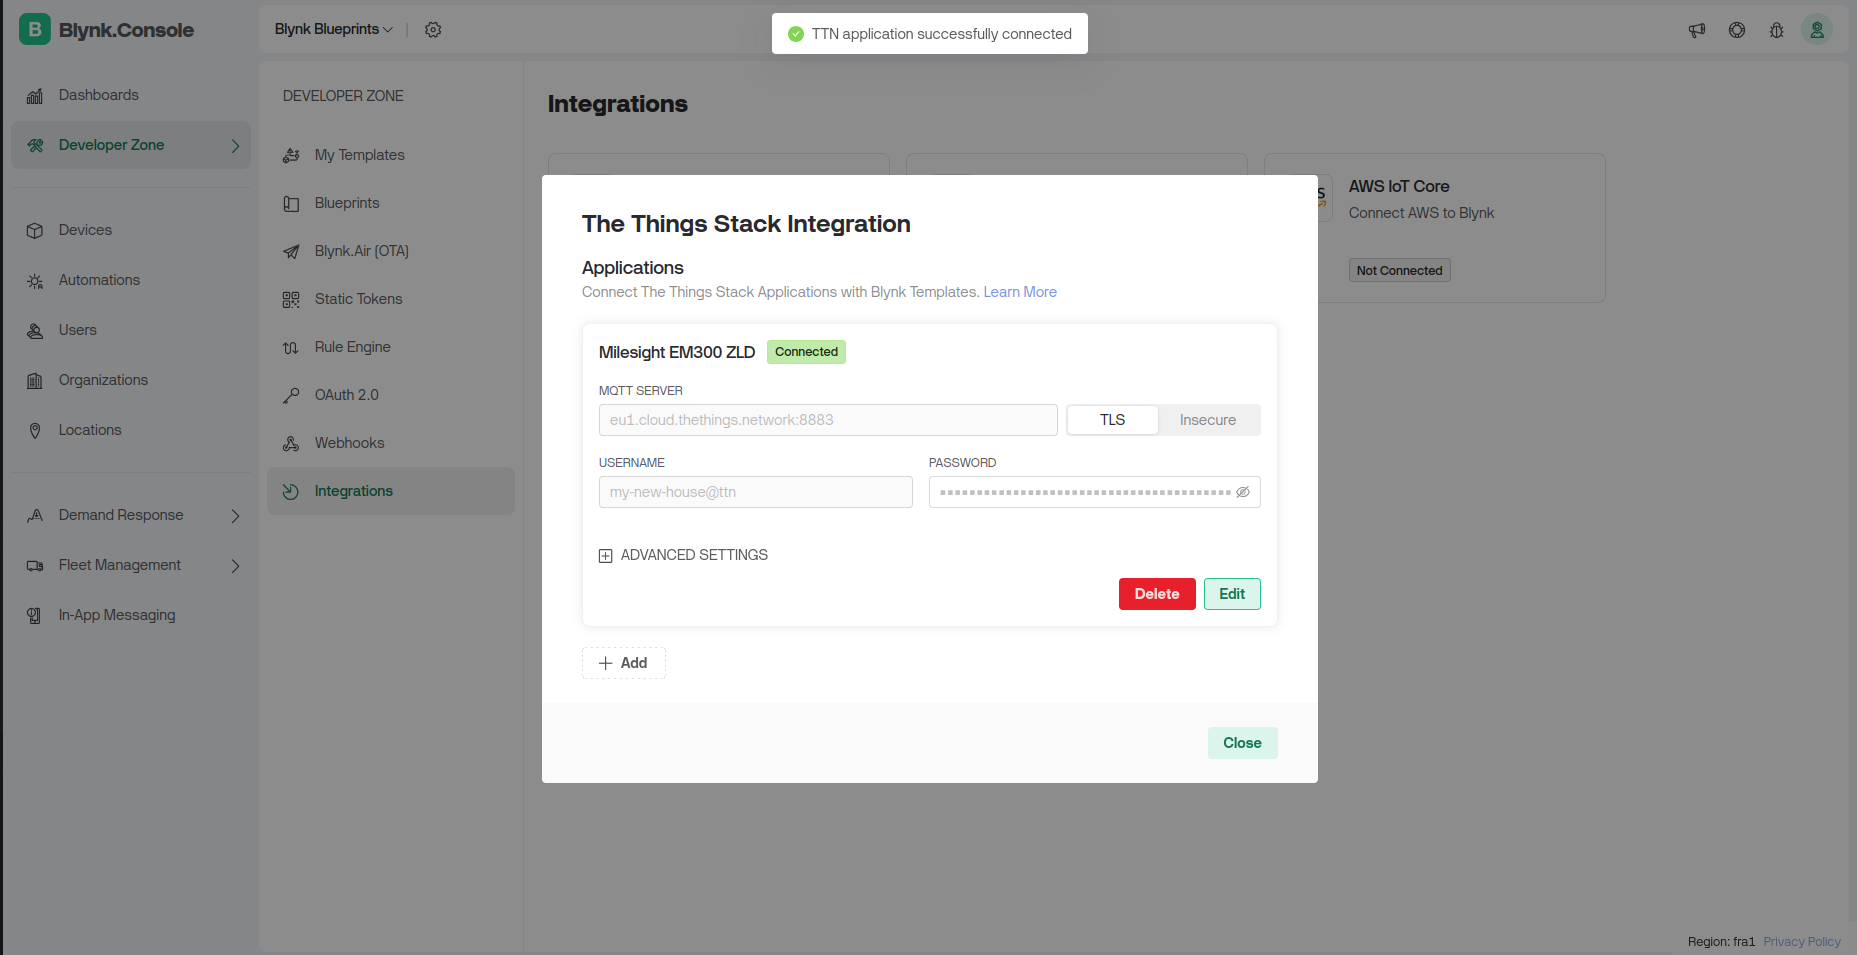 B Blynk.Console
Blynk Blueprints
TTN application successfully connected
Dashboards
Developer Zone
Devices
Automations
Users
Organizations
Locations
Demand Response
Fleet Management
In-App Messaging
DEVELOPER ZONE
My Templates
Blueprints
Blynk.Air (OTA)
Static Tokens
Rule Engine
OAuth 2.0
Webhooks
Integrations
Integrations
S
AWS IoT Core
Connect AWS to Blynk
Not Connected
The Things Stack Integration
Applications
Connect The Things Stack Applications with Blynk Templates. Learn More
Milesight EM300 ZLD Connected
MQTT SERVER
eu1.cloud.thethings.network:8883 TLS Insecure
USERNAME PASSWORD
my-new-house@ttn
ADVANCED SETTINGS
Delete Edit
Add
Close
Region: fra1 Privacy Policy